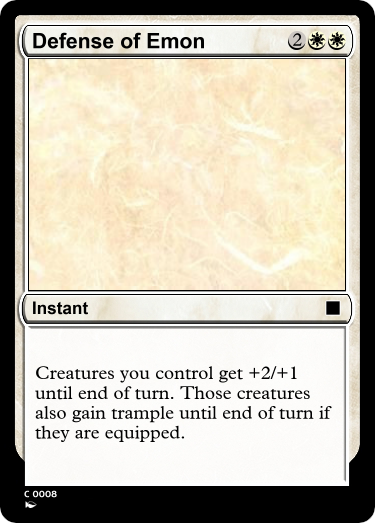 Defense of Emon 2
Instant
Creatures you control get +2/+1
until end of turn. Those creatures
also gain trample until end of turn if
they are equipped.
C 0008